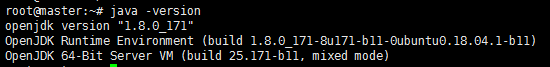 root@master:~# java -version
openjdk version "1.8.0_171"
OpenJDK Runtime Environment (build 1.8.0_171-8u171-b11-0ubuntu0.18.04.1-b11)
OpenJDK 64-Bit Server VM (build 25.171-b11, mixed mode)